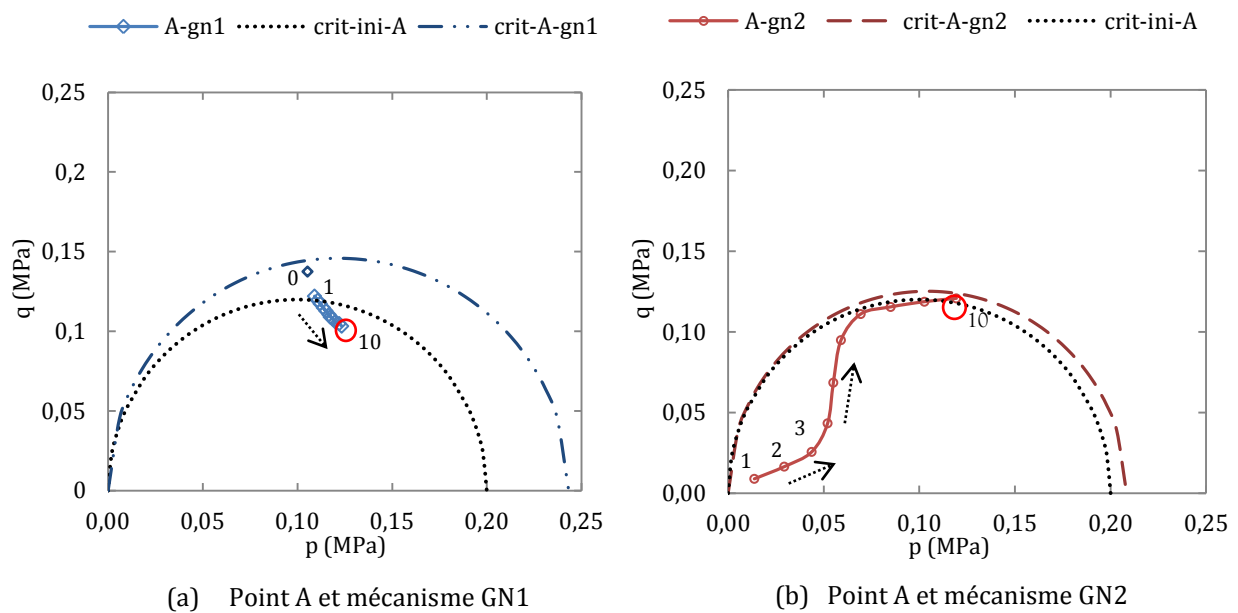 A-gn1 crit-ini-A crit-A-gn1
A-gn2 crit-A-gn2 crit-ini-A
0,25
0,2
0,15
0,1
0,05
0
q (MPa)
0
1
10
0,00 0,05 0,10 0,15 0,20 0,25
p (MPa)
(a) Point A et mécanisme GN1
0,25
0,2
0,15
0,1
0,05
0,00
q (MPa)
1
2
3
10
0,00 0,05 0,10 0,15 0,20 0,25
p (MPa)
(b) Point A et mécanisme GN2